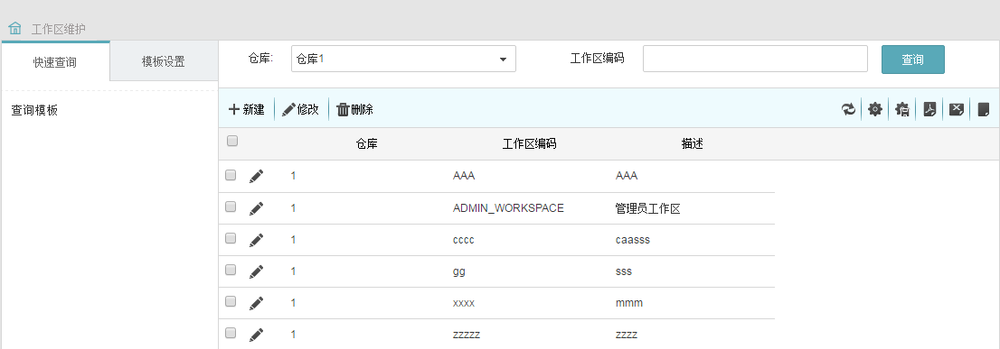 工作区维护
快速查询 模板设置
查询模板
仓库: 仓库1 工作区编码 查询
新建 修改 删除
仓库 工作区编码 描述
1 AAA AAA
1 ADMIN_WORKSPACE 管理员工作区
1 cccc caasss
1 gg sss
1 xxxx mmm
1 zzzzz zzzz